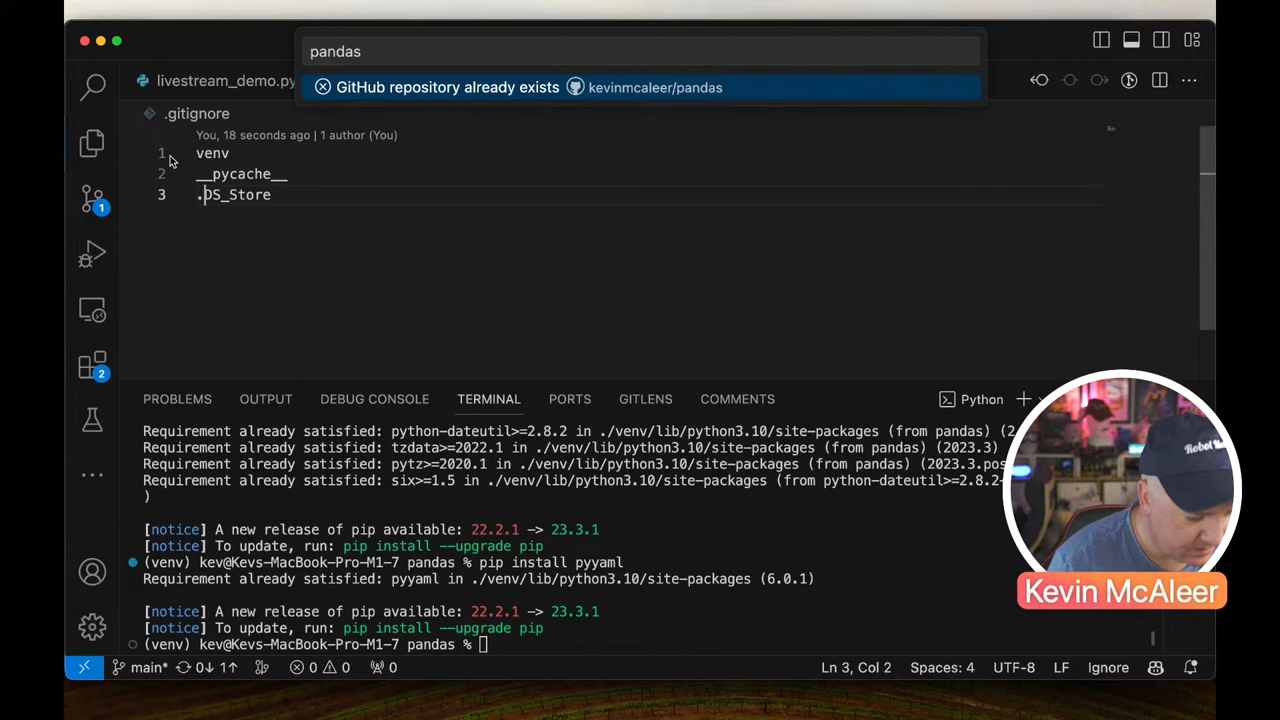 pandas
GitHub repository already exists kevinmcaleer/pandas
livestream_demo.py
.gitignore
You, 18 seconds ago | 1 author (You)
1 venv
2 __pycache__
3 .DS_Store
1
2
PROBLEMS OUTPUT DEBUG CONSOLE TERMINAL PORTS GITLENS COMMENTS Python
Requirement already satisfied: python-dateutil>=2.8.2 in ./venv/lib/python3.10/site-packages (from pandas) (2
Requirement already satisfied: tzdata>=2022.1 in ./venv/lib/python3.10/site-packages (from pandas) (2023.3)
Requirement already satisfied: pytz>=2020.1 in ./venv/lib/python3.10/site-packages (from pandas) (2023.3.pos
Requirement already satisfied: six>=1.5 in ./venv/lib/python3.10/site-packages (from python-dateutil>=2.8.2-
)
[notice] A new release of pip available: 22.2.1 -> 23.3.1
[notice] To update, run: pip install --upgrade pip
(venv) kev@Kevs-MacBook-Pro-M1-7 pandas % pip install pyyaml
Requirement already satisfied: pyyaml in ./venv/lib/python3.10/site-packages (6.0.1)
[notice] A new release of pip available: 22.2.1 -> 23.3.1
[notice] To update, run: pip install --upgrade pip
(venv) kev@Kevs-MacBook-Pro-M1-7 pandas %
Kevin McAleer
main* 0↓ 1↑ 0 0 0 Ln 3, Col 2 Spaces: 4 UTF-8 LF Ignore